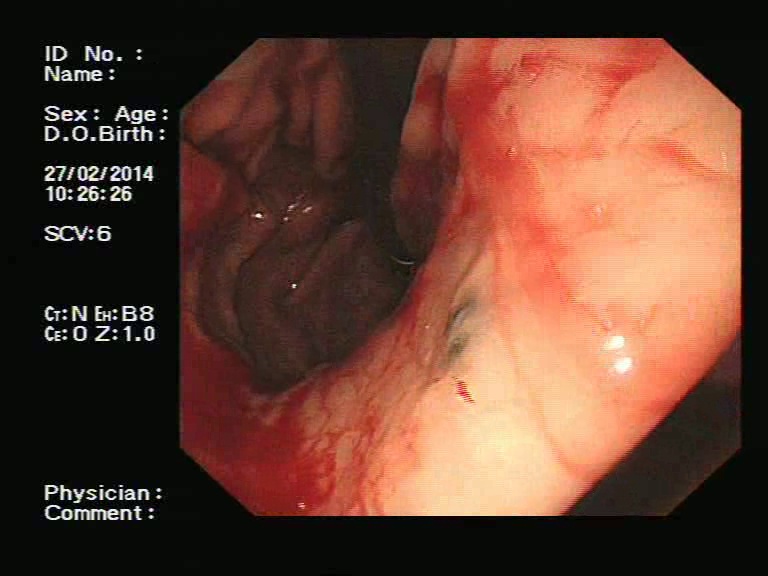 ID No. :
Name:
Sex: Age:
D.O.Birth:
27/02/2014
10:26:26
SCV:6
CT:N EH:B8
CE:0 Z:1.0
Physician:
Comment: